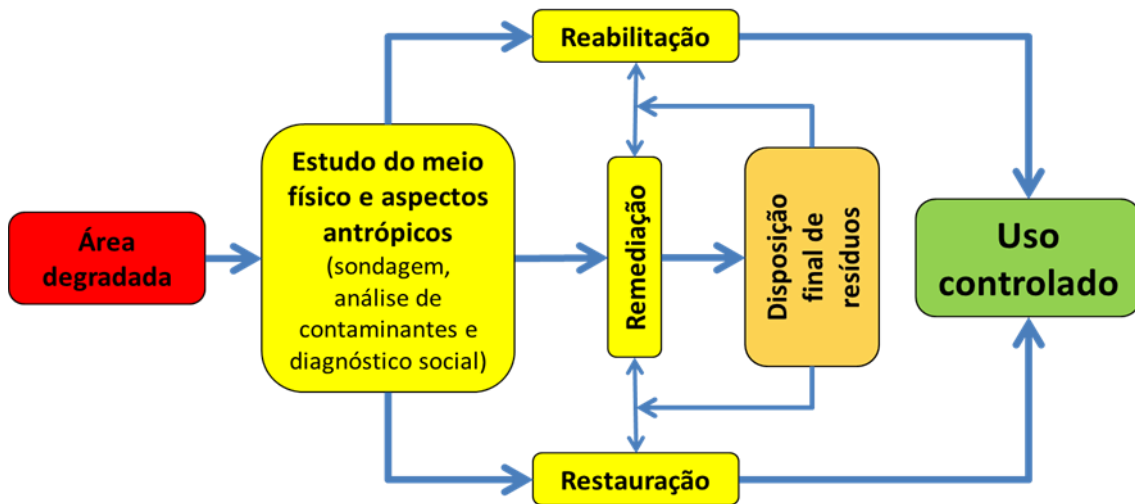 Reabilitação
Estudo do meio
físico e aspectos
antrópicos
(sondagem,
análise de
contaminantes e
diagnóstico social)
Área
degradada
Remediação
Disposição
final de
resíduos
Uso
controlado
Restauração